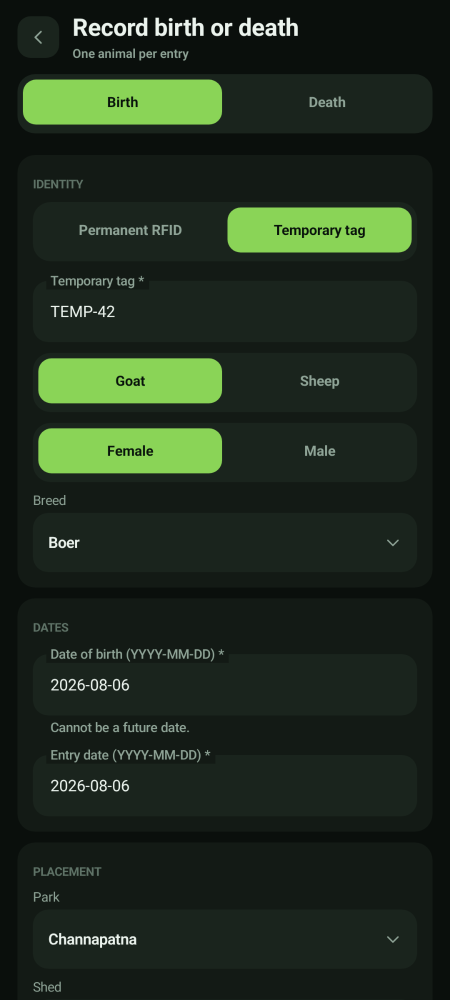 Record birth or death
One animal per entry
Birth
Death
IDENTITY
Permanent RFID
Temporary tag
Temporary tag *
TEMP-42
Goat
Sheep
Female
Male
Breed
Boer
DATES
Date of birth (YYYY-MM-DD) *
2026-08-06
Cannot be a future date.
Entry date (YYYY-MM-DD) *
2026-08-06
PLACEMENT
Park
Channapatna
Shed